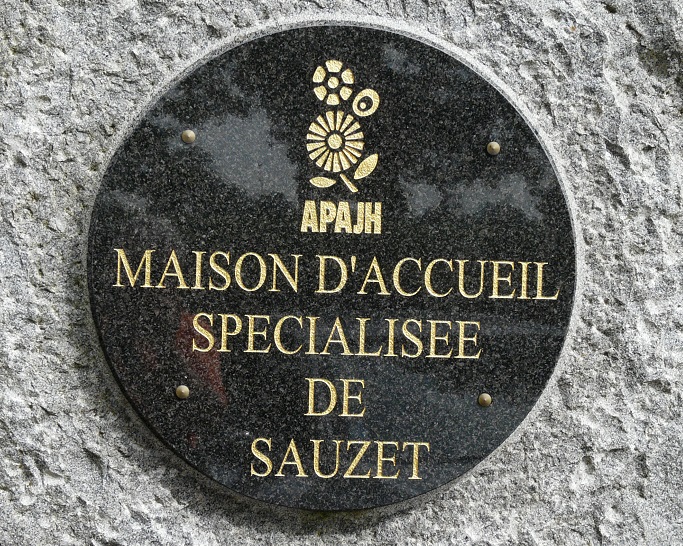 APAJH
MAISON D'ACCUEIL
SPECIALISEE
DE
SAUZET